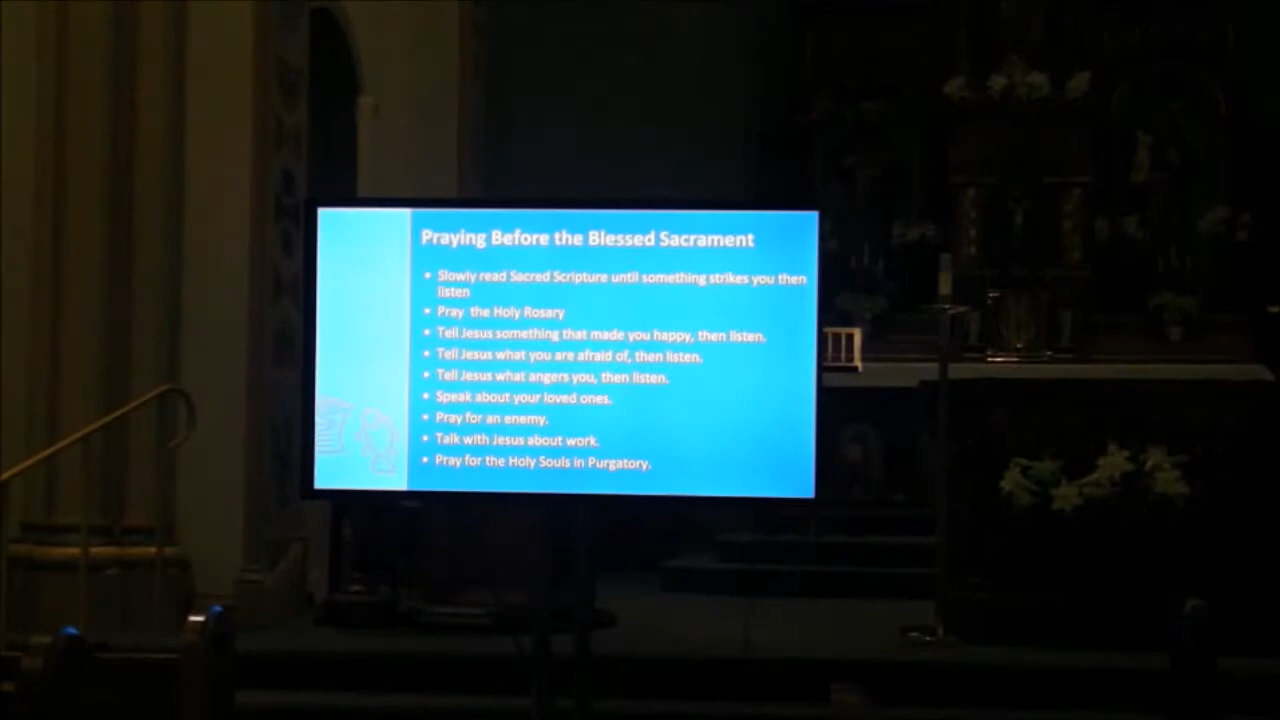 Praying Before the Blessed Sacrament
• Slowly read Sacred Scripture until something strikes you then
listen
• Pray the Holy Rosary
• Tell Jesus something that made you happy, then listen.
• Tell Jesus what you are afraid of, then listen.
• Tell Jesus what angers you, then listen.
• Speak about your loved ones.
• Pray for an enemy.
• Talk with Jesus about work.
• Pray for the Holy Souls in Purgatory.